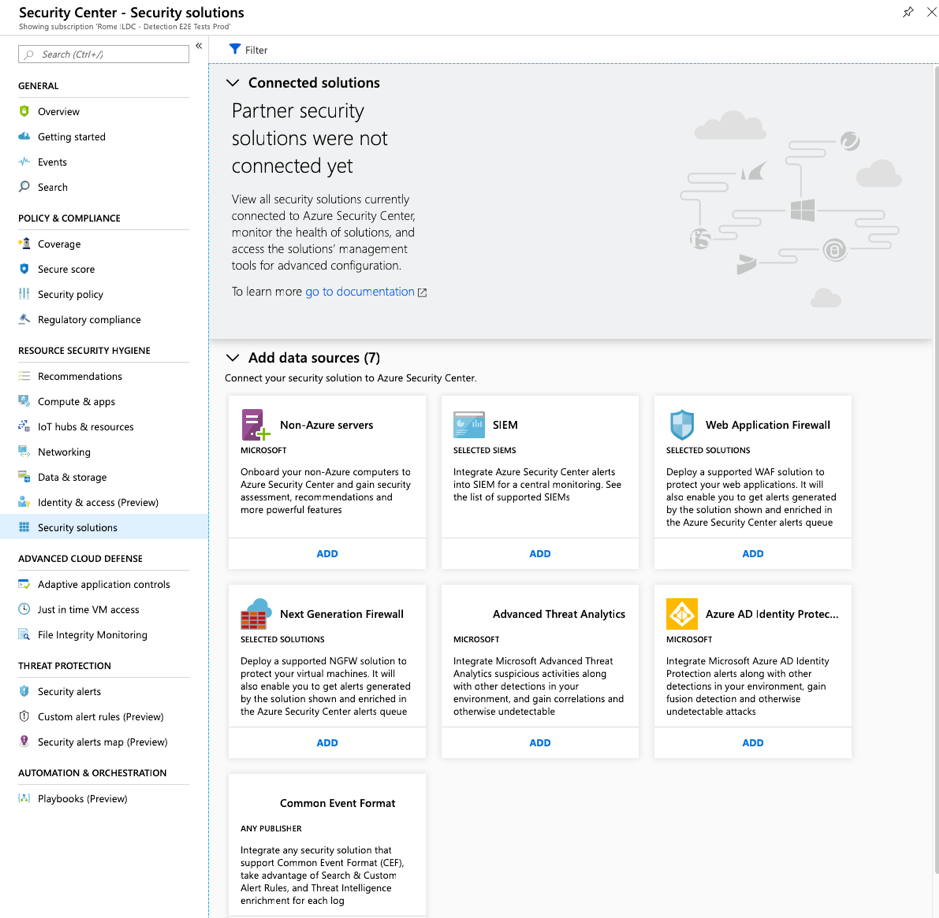 Security Center - Security solutions
Showing subscription 'Rome ILDC - Detection E2E Tests Prod'
Search (Ctrl+/)
GENERAL
Overview
Getting started
Events
Search
POLICY & COMPLIANCE
Coverage
Secure score
Security policy
Regulatory compliance
RESOURCE SECURITY HYGIENE
Recommendations
Compute & apps
IoT hubs & resources
Networking
Data & storage
Identity & access (Preview)
Security solutions
ADVANCED CLOUD DEFENSE
Adaptive application controls
Just in time VM access
File Integrity Monitoring
THREAT PROTECTION
Security alerts
Custom alert rules (Preview)
Security alerts map (Preview)
AUTOMATION & ORCHESTRATION
Playbooks (Preview)
Filter
Connected solutions
Partner security
solutions were not
connected yet
View all security solutions currently
connected to Azure Security Center,
monitor the health of solutions, and
access the solutions' management
tools for advanced configuration.
To learn more go to documentation
f5
Add data sources (7)
Connect your security solution to Azure Security Center.
Non-Azure servers
MICROSOFT
Onboard your non-Azure computers to
Azure Security Center and gain security
assessment, recommendations and
more powerful features
ADD
SIEM
SELECTED SIEMS
Integrate Azure Security Center alerts
into SIEM for a central monitoring. See
the list of supported SIEMs
ADD
Web Application Firewall
SELECTED SOLUTIONS
Deploy a supported WAF solution to
protect your web applications. It will
also enable you to get alerts generated
by the solution shown and enriched in
the Azure Security Center alerts queue
ADD
Next Generation Firewall
SELECTED SOLUTIONS
Deploy a supported NGFW solution to
protect your virtual machines. It will
also enable you to get alerts generated
by the solution shown and enriched in
the Azure Security Center alerts queue
ADD
Advanced Threat Analytics
MICROSOFT
Integrate Microsoft Advanced Threat
Analytics suspicious activities along
with other detections in your
environment, and gain correlations and
otherwise undetectable
ADD
Azure AD Identity Protec...
MICROSOFT
Integrate Microsoft Azure AD Identity
Protection alerts along with other
detections in your environment, gain
fusion detection and otherwise
undetectable attacks
ADD
Common Event Format
ANY PUBLISHER
Integrate any security solution that
support Common Event Format (CEF),
take advantage of Search & Custom
Alert Rules, and Threat Intelligence
enrichment for each log